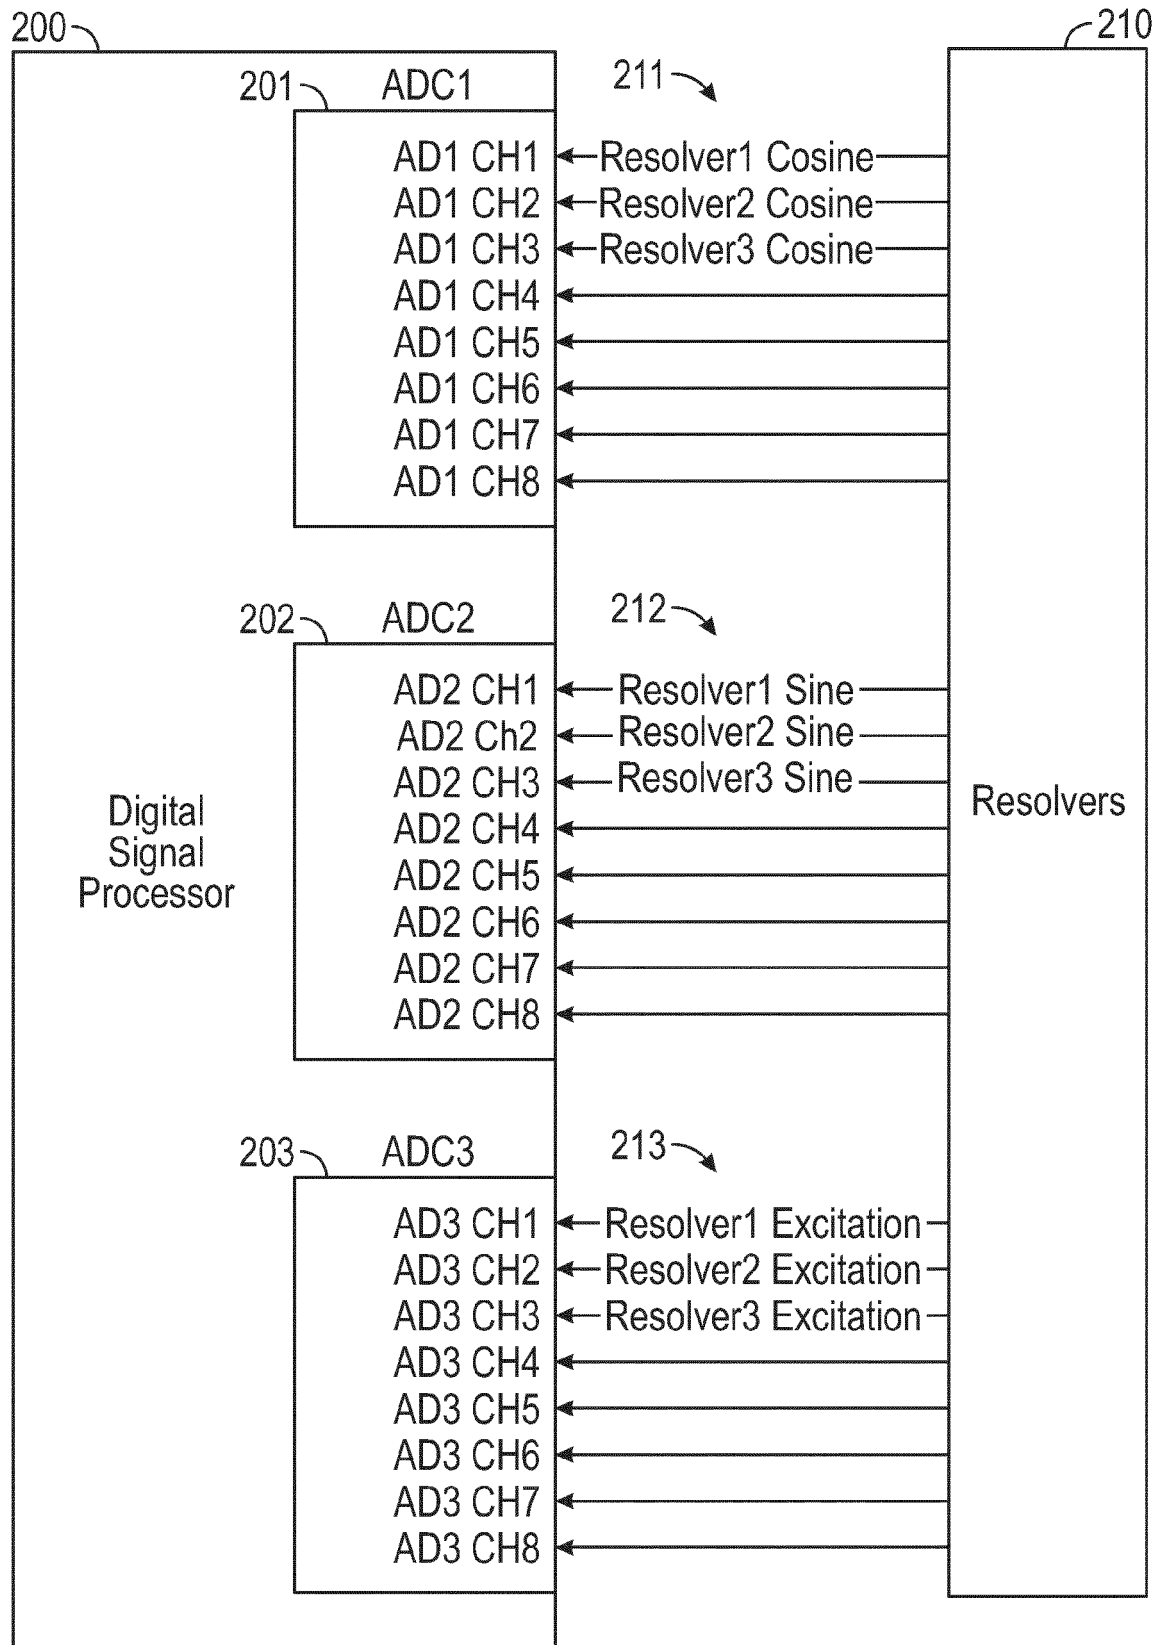 200
210
ADC1
201
211
AD1 CH1
Resolver1 Cosine
AD1 CH2
Resolver2 Cosine
AD1 CH3
Resolver3 Cosine
AD1 CH4
AD1 CH5
AD1 CH6
AD1 CH7
AD1 CH8
ADC2
202
212
AD2 CH1
Resolver1 Sine
AD2 Ch2
Resolver2 Sine
AD2 CH3
Resolver3 Sine
AD2 CH4
AD2 CH5
AD2 CH6
AD2 CH7
AD2 CH8
Digital
Signal
Processor
Resolvers
ADC3
203
213
AD3 CH1
Resolver1 Excitation
AD3 CH2
Resolver2 Excitation
AD3 CH3
Resolver3 Excitation
AD3 CH4
AD3 CH5
AD3 CH6
AD3 CH7
AD3 CH8